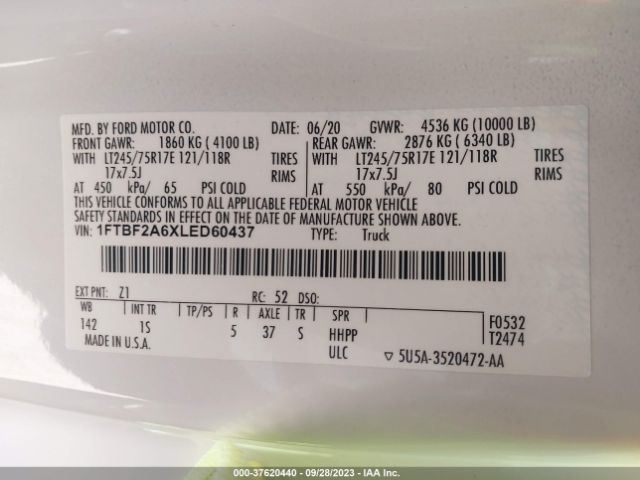 MFD. BY FORD MOTOR CO. DATE: 06/20 GVWR: 4536 KG (10000 LB)
FRONT GAWR: 1860 KG ( 4100 LB) REAR GAWR: 2876 KG ( 6340 LB)
WITH LT245/75R17E 121/118R TIRES WITH LT245/75R17E 121/118R TIRES
17x7.5J RIMS 17x7.5J RIMS
AT 450 kPa/ 65 PSI COLD AT 550 kPa/ 80 PSI COLD
THIS VEHICLE CONFORMS TO ALL APPLICABLE FEDERAL MOTOR VEHICLE
SAFETY STANDARDS IN EFFECT ON THE DATE OF MANUFACTURE SHOWN ABOVE.
VIN: 1FTBF2A6XLED60437 TYPE: Truck
EXT PNT: Z1 RC: 52 DSO:
WB INT TR TP/PS R AXLE TR SPR
142 1S 5 37 S HHPP F0532
MADE IN U.S.A. ULC T2474
▽ 5U5A-3520472-AA
000-37620440 - 09/28/2023 - IAAI.com